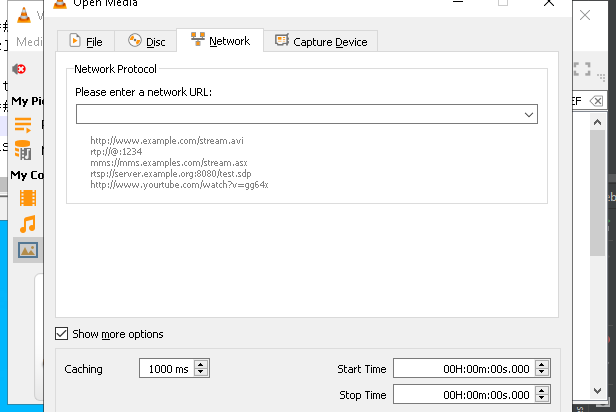 Open Media
Medi
File
Disc
Network
Capture Device
Network Protocol
Please enter a network URL:
http://www.example.com/stream.avi
rtp://@:1234
mms://mms.examples.com/stream.asx
rtsp://server.example.org:8080/test.sdp
http://www.yourtube.com/watch?v=gg64x
My Co
Show more options
Caching
1000 ms
Start Time
00H:00m:00s.000
Stop Time
00H:00m:00s.000